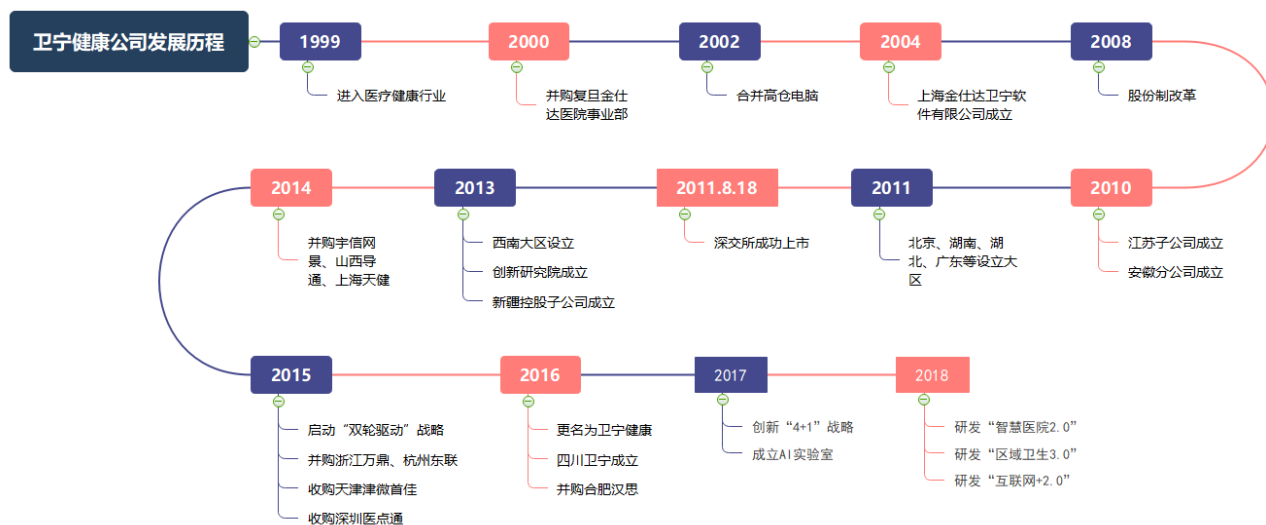 卫宁健康公司发展历程
1999
进入医疗健康行业
2000
并购复旦金仕
达医院事业部
2002
合并高仓电脑
2004
上海金仕达卫宁软
件有限公司成立
2008
股份制改革
2010
江苏子公司成立
安徽分公司成立
2011
北京、湖南、湖
北、广东等设立大
区
2011.8.18
深交所成功上市
2013
西南大区设立
创新研究院成立
新疆控股子公司成立
2014
并购宇信网
景、山西导
通、上海天健
2015
启动“双轮驱动”战略
并购浙江万鼎、杭州东联
收购天津津微首佳
收购深圳医点通
2016
更名为卫宁健康
四川卫宁成立
并购合肥汉思
2017
创新“4+1”战略
成立AI实验室
2018
研发“智慧医院2.0”
研发“区域卫生3.0”
研发“互联网+2.0”